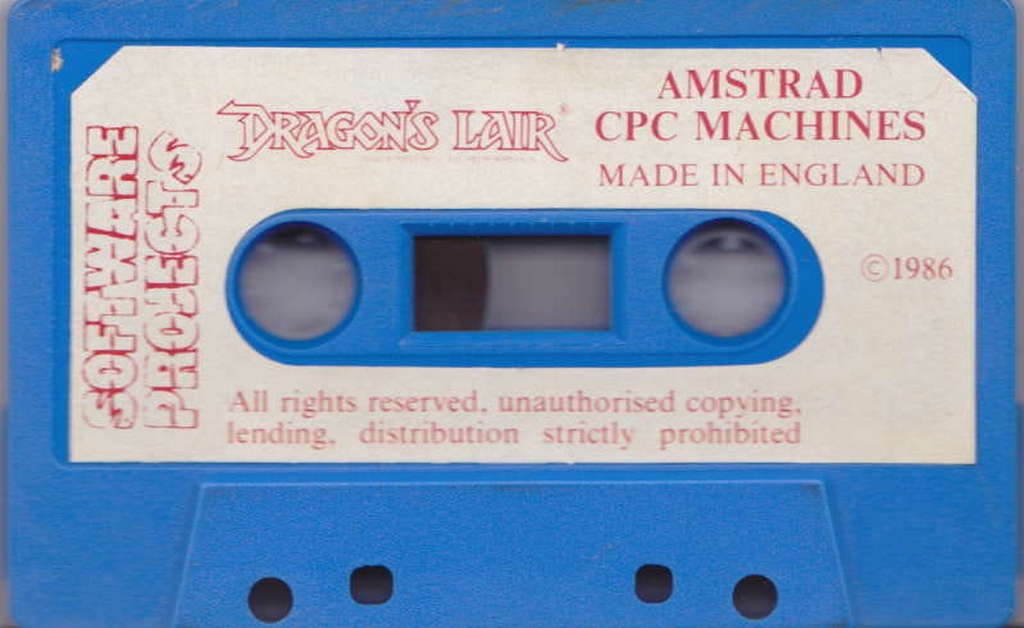 SOFTWARE
PROJECTS
DRAGON'S LAIR®
AMSTRAD
CPC MACHINES
MADE IN ENGLAND
©1986
All rights reserved, unauthorised copying,
lending, distribution strictly prohibited